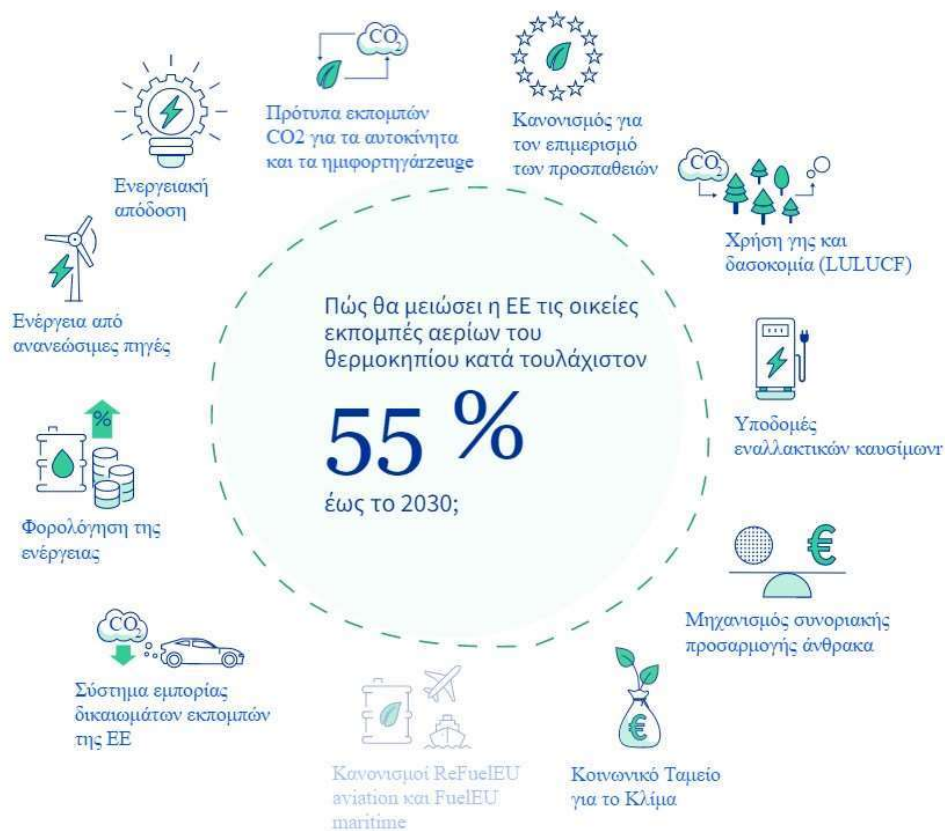 CO2
Πρότυπα εκπομπών
CO2 για τα αυτοκίνητα
και τα ημιφορτηγάrzeuge
Κανονισμός για
τον επιμερισμό
των προσπαθειών
CO2
Χρήση γης και
δασοκομία (LULUCF)
Υποδομές
εναλλακτικών καυσίμωνr
€
Μηχανισμός συνοριακής
προσαρμογής άνθρακα
€
Κοινωνικό Ταμείο
για το Κλίμα
Κανονισμοί ReFuelEU
aviation και FuelEU
maritime
CO2
Σύστημα εμπορίας
δικαιωμάτων εκπομπών
της ΕΕ
%
Φορολόγηση της
ενέργειας
Ενέργεια από
ανανεώσιμες πηγές
Ενεργειακή
απόδοση
Πώς θα μειώσει η ΕΕ τις οικείες
εκπομπές αερίων του
θερμοκηπίου κατά τουλάχιστον
55 %
έως το 2030;